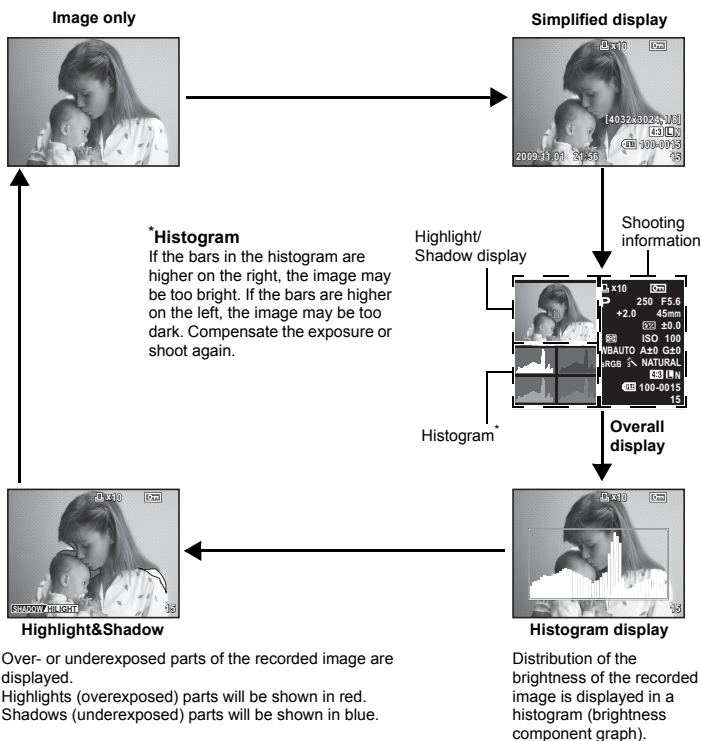 Image only
Simplified display
x10
[4032x3024,1/8]
4:3 L N
100-0015
2009.11.01 21:56
15
*Histogram
If the bars in the histogram are
higher on the right, the image may
be too bright. If the bars are higher
on the left, the image may be too
dark. Compensate the exposure or
shoot again.
Highlight/
Shadow display
Shooting
information
x10
P 250 F5.6
+2.0 45mm
±0.0
ISO 100
WBAUTO A±0 G±0
sRGB NATURAL
4:3 L N
100-0015
15
Histogram*
Overall
display
x10
SHADOW/HILIGHT
15
Highlight&Shadow
Over- or underexposed parts of the recorded image are
displayed.
Highlights (overexposed) parts will be shown in red.
Shadows (underexposed) parts will be shown in blue.
x10
15
Histogram display
Distribution of the
brightness of the recorded
image is displayed in a
histogram (brightness
component graph).